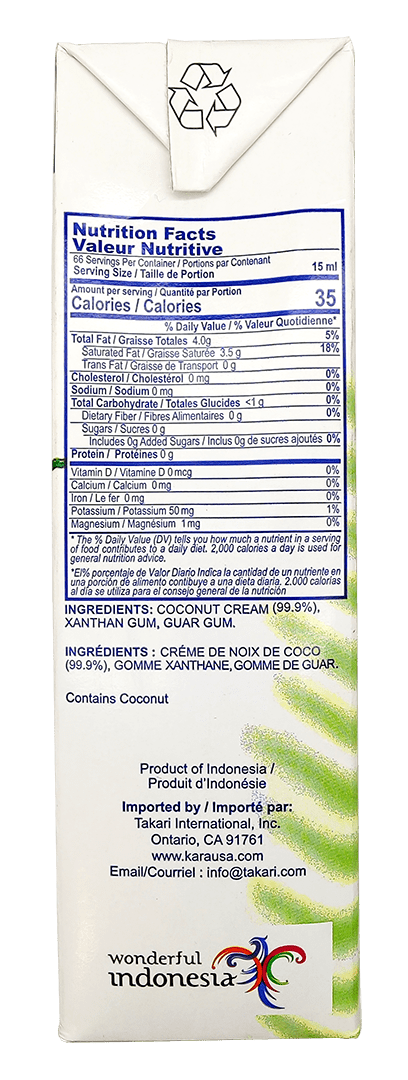 Nutrition Facts
Valeur Nutritive
66 Servings Per Container / Portions par Contenant
Serving Size / Taille de Portion 15 ml
Amount per serving / Quantité par Portion
Calories / Calories 35
% Daily Value / % Valeur Quotidienne*
Total Fat / Graisse Totales 4.0g 5%
Saturated Fat / Graisse Saturée 3.5 g 18%
Trans Fat / Graisse de Transport 0 g
Cholesterol / Cholestérol 0 mg 0%
Sodium / Sodium 0 mg 0%
Total Carbohydrate / Totales Glucides <1 g 0%
Dietary Fiber / Fibres Alimentaires 0 g 0%
Sugars / Sucres 0 g
Includes 0g Added Sugars / Inclus 0g de sucres ajoutés 0%
Protein / Protéines 0 g
Vitamin D / Vitamine D 0 mcg 0%
Calcium / Calcium 0 mg 0%
Iron / Le fer 0 mg 0%
Potassium / Potassium 50 mg 1%
Magnesium / Magnésium 1 mg 0%
* The % Daily Value (DV) tells you how much a nutrient in a serving
of food contributes to a daily diet. 2,000 calories a day is used for
general nutrition advice.
*El% porcentaje de Valor Diario Indica la cantidad de un nutriente en
una porción de alimento contibuye a una dieta diaria. 2.000 calorias
al día se utiliza para el consejo general de la nutrición
INGREDIENTS: COCONUT CREAM (99.9%),
XANTHAN GUM, GUAR GUM.
INGRÉDIENTS : CRÉME DE NOIX DE COCO
(99.9%), GOMME XANTHANE, GOMME DE GUAR.
Contains Coconut
Product of Indonesia /
Produit d'Indonésie
Imported by / Importé par:
Takari International, Inc.
Ontario, CA 91761
www.karausa.com
Email/Courriel : info@takari.com
wonderful
indonesia